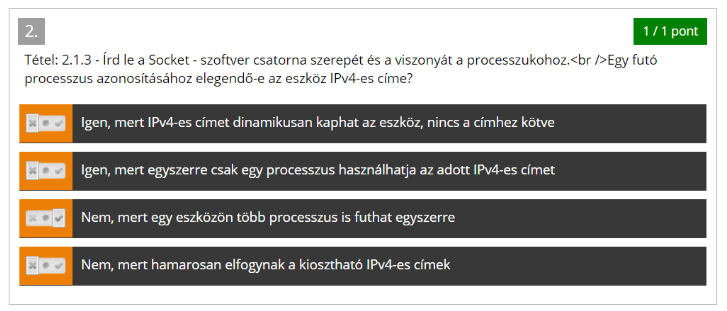 2.
1 / 1 pont
Tétel: 2.1.3 - Írd le a Socket - szoftver csatorna szerepét és a viszonyát a processzukohoz.<br />Egy futó
processzus azonosításához elegendő-e az eszköz IPv4-es címe?
Igen, mert IPv4-es címet dinamikusan kaphat az eszköz, nincs a címhez kötve
Igen, mert egyszerre csak egy processzus használhatja az adott IPv4-es címet
Nem, mert egy eszközön több processzus is futhat egyszerre
Nem, mert hamarosan elfogynak a kiosztható IPv4-es címek